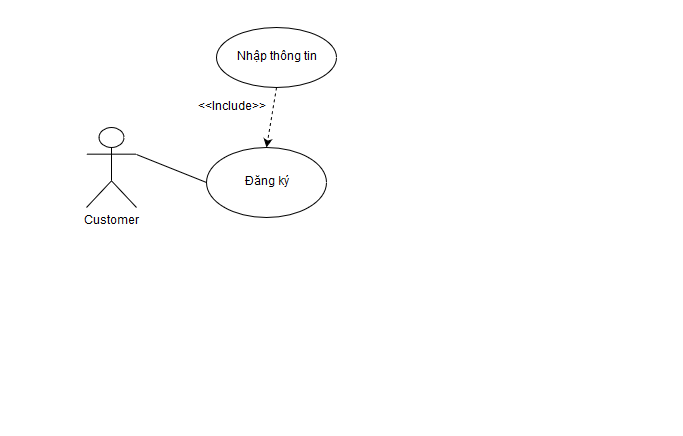 Nhập thông tin
<<Include>>
Đăng ký
Customer